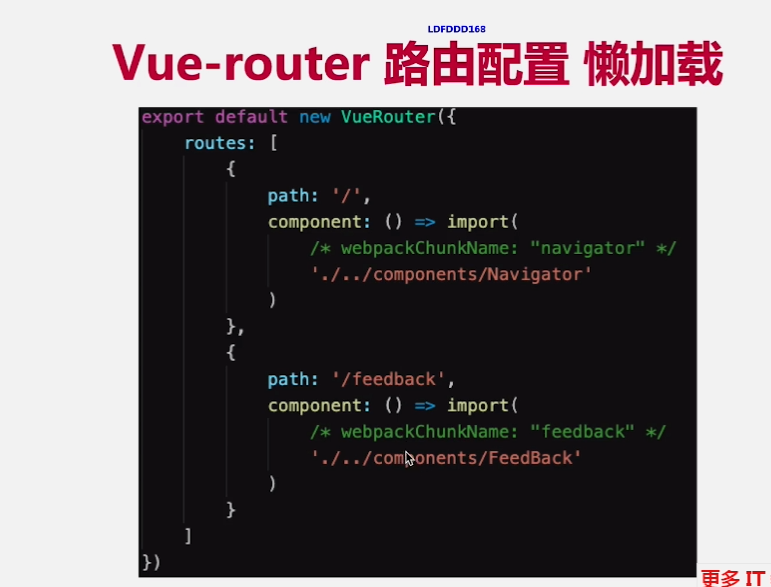 LDFDDD168
Vue-router 路由配置 懒加载
export default new VueRouter({
routes: [
{
path: '/',
component: () => import(
/* webpackChunkName: "navigator" */
'./../components/Navigator'
)
},
{
path: '/feedback',
component: () => import(
/* webpackChunkName: "feedback" */
'./../components/FeedBack'
)
}
]
})
更多 IT